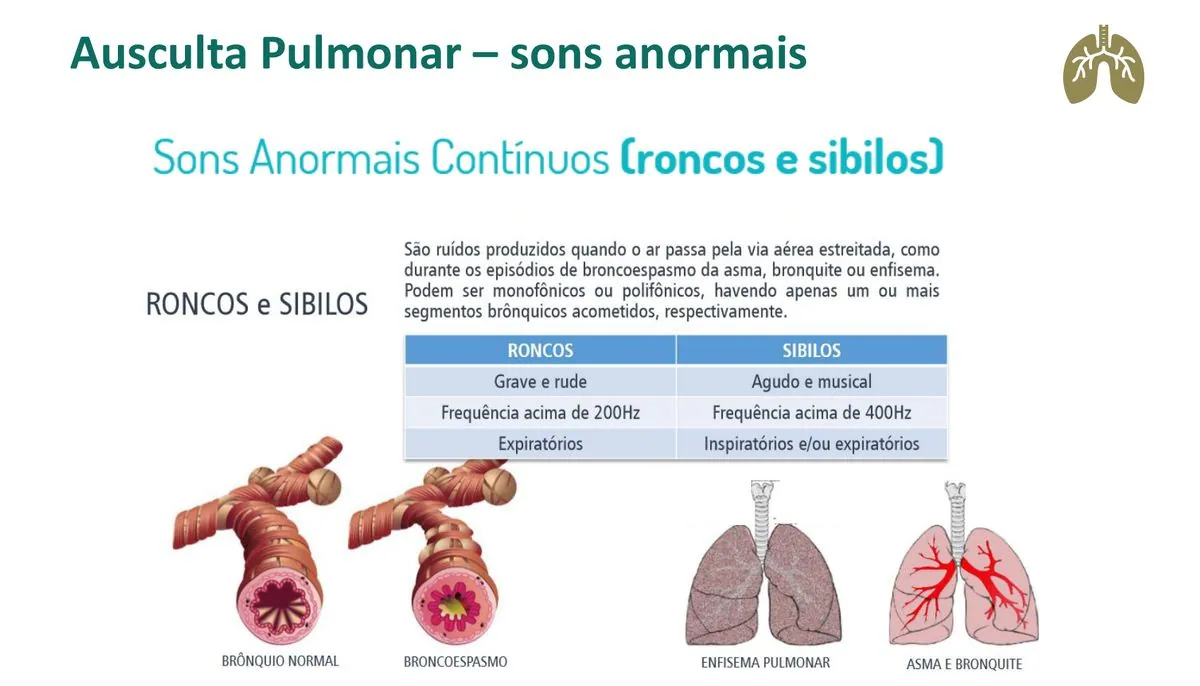 Ausculta Pulmonar – sons anormais
Sons Anormais Contínuos (roncos e sibilos)
RONCOS e SIBILOS
São ruídos produzidos quando o ar passa pela via aérea estreitada, como
durante os episódios de broncoespasmo da asma, bronquite ou enfisema.
Podem ser monofônicos ou polifônicos, havendo apenas um ou mais
segmentos brônquicos acometidos, respectivamente.
RONCOS SIBILOS
Grave e rude Agudo e musical
Frequência acima de 200Hz Frequência acima de 400Hz
Expiratórios Inspiratórios e/ou expiratórios
BRÔNQUIO NORMAL BRONCOESPASMO ENFISEMA PULMONAR ASMA E BRONQUITE